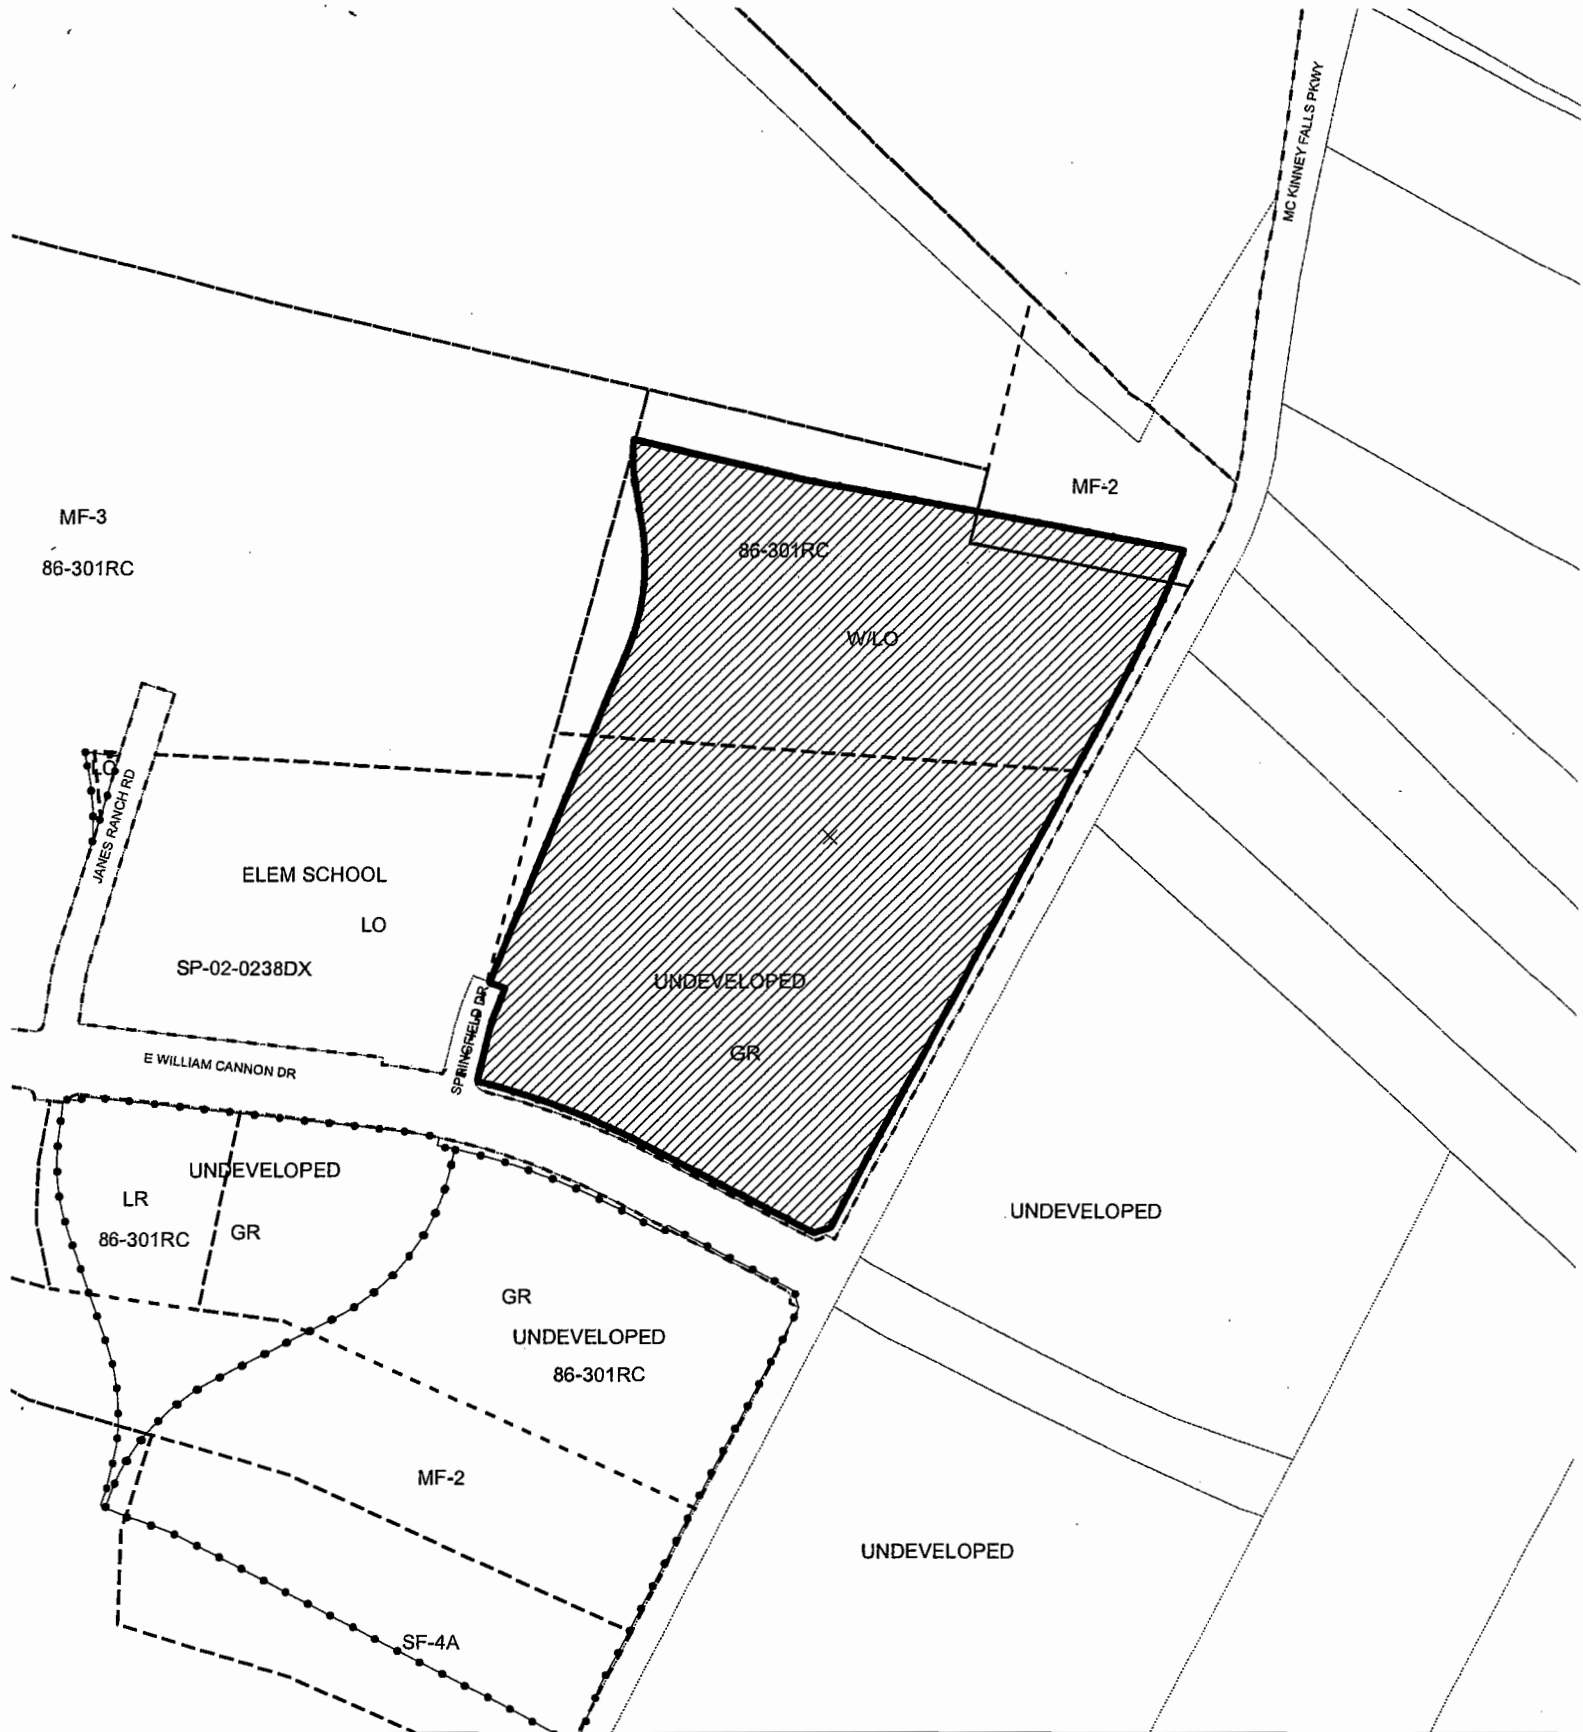 MC KINNEY FALLS PKWY
MF-2
MF-3
86-301RC
86-301RC
W/LO
LO
JANES RANCH RD
ELEM SCHOOL
LO
SP-02-0238DX
UNDEVELOPED
GR
SPRINGFIELD DR
E WILLIAM CANNON DR
UNDEVELOPED
LR
86-301RC
GR
UNDEVELOPED
GR
UNDEVELOPED
86-301RC
MF-2
UNDEVELOPED
SF-4A